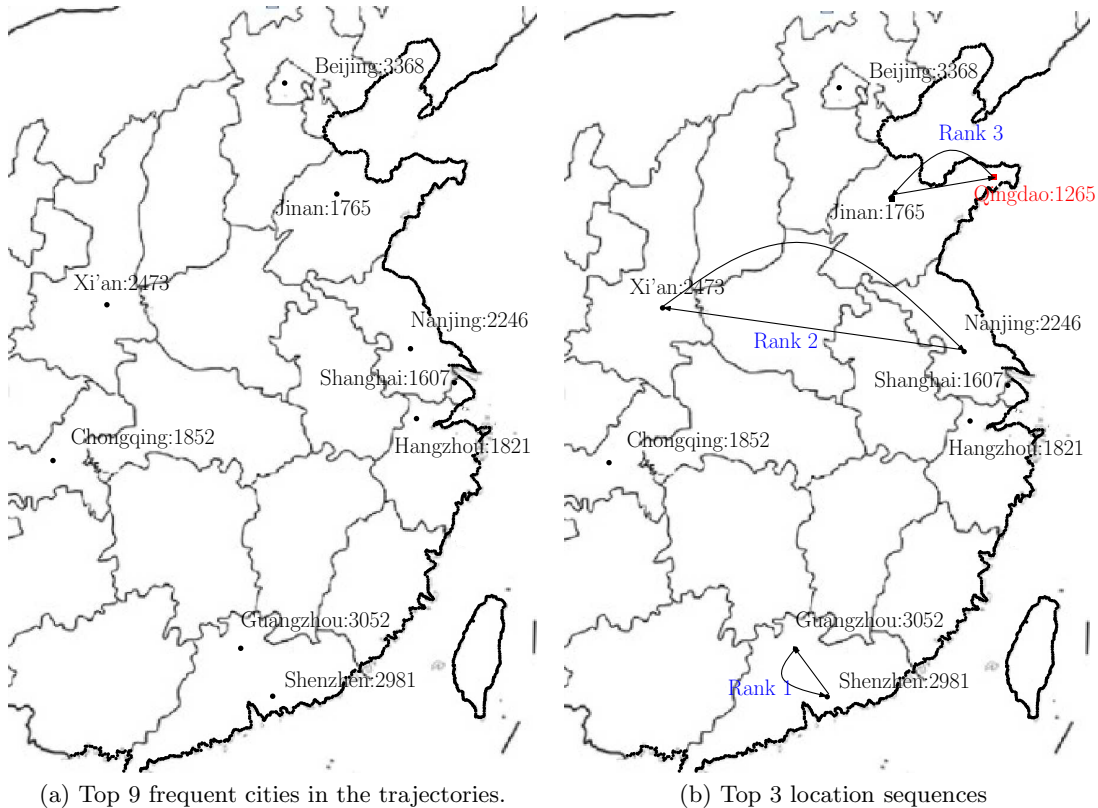 Beijing:3368
Jinan:1765
Xi'an:2473
Nanjing:2246
Shanghai:1607
Chongqing:1852
Hangzhou:1821
Guangzhou:3052
Shenzhen:2981
(a) Top 9 frequent cities in the trajectories.
Beijing:3368
Rank 3
Qingdao:1265
Jinan:1765
Xi'an:2473
Nanjing:2246
Rank 2
Shanghai:1607
Chongqing:1852
Hangzhou:1821
Guangzhou:3052
Shenzhen:2981
Rank 1
(b) Top 3 location sequences